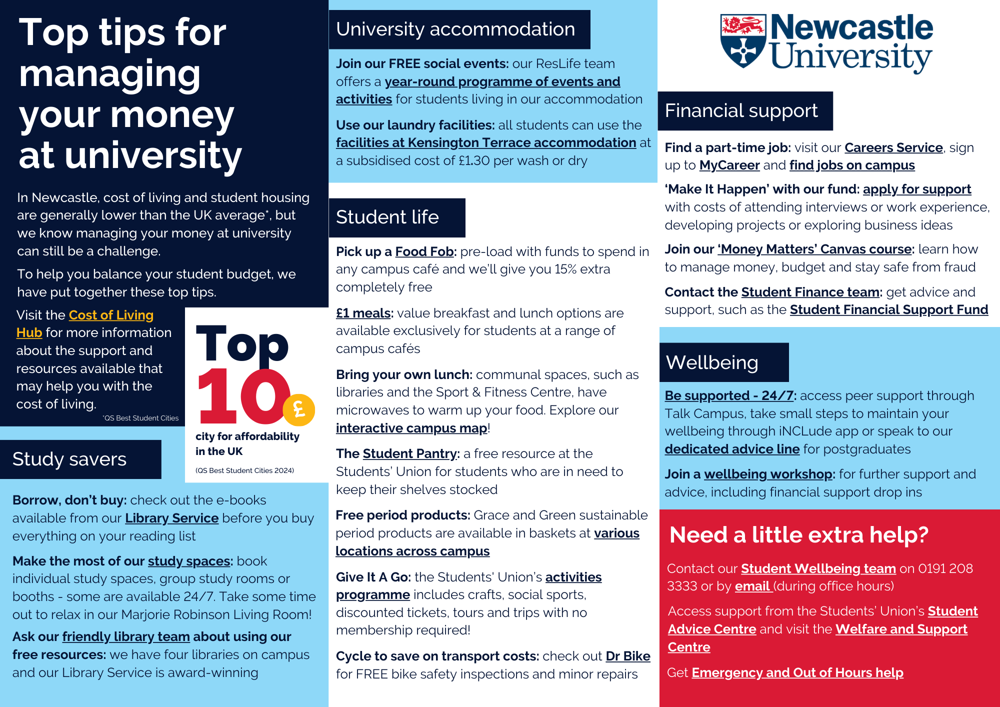 Top tips for
managing
your money
at university
In Newcastle, cost of living and student housing
are generally lower than the UK average*, but
we know managing your money at university
can still be a challenge.
To help you balance your student budget, we
have put together these top tips.
Visit the Cost of Living
Hub for more information
about the support and
resources available that
may help you with the
cost of living.
*QS Best Student Cities
Top
10
£
city for affordability
in the UK
(QS Best Student Cities 2024)
Study savers
Borrow, don't buy: check out the e-books
available from our Library Service before you buy
everything on your reading list
Make the most of our study spaces: book
individual study spaces, group study rooms or
booths - some are available 24/7. Take some time
out to relax in our Marjorie Robinson Living Room!
Ask our friendly library team about using our
free resources: we have four libraries on campus
and our Library Service is award-winning
University accommodation
Join our FREE social events: our ResLife team
offers a year-round programme of events and
activities for students living in our accommodation
Use our laundry facilities: all students can use the
facilities at Kensington Terrace accommodation at
a subsidised cost of £1.30 per wash or dry
Student life
Pick up a Food Fob: pre-load with funds to spend in
any campus café and we'll give you 15% extra
completely free
£1 meals: value breakfast and lunch options are
available exclusively for students at a range of
campus cafés
Bring your own lunch: communal spaces, such as
libraries and the Sport & Fitness Centre, have
microwaves to warm up your food. Explore our
interactive campus map!
The Student Pantry: a free resource at the
Students' Union for students who are in need to
keep their shelves stocked
Free period products: Grace and Green sustainable
period products are available in baskets at various
locations across campus
Give It A Go: the Students' Union's activities
programme includes crafts, social sports,
discounted tickets, tours and trips with no
membership required!
Cycle to save on transport costs: check out Dr Bike
for FREE bike safety inspections and minor repairs
Newcastle
University
Financial support
Find a part-time job: visit our Careers Service, sign
up to MyCareer and find jobs on campus
'Make It Happen' with our fund: apply for support
with costs of attending interviews or work experience,
developing projects or exploring business ideas
Join our 'Money Matters' Canvas course: learn how
to manage money, budget and stay safe from fraud
Contact the Student Finance team: get advice and
support, such as the Student Financial Support Fund
Wellbeing
Be supported - 24/7: access peer support through
Talk Campus, take small steps to maintain your
wellbeing through iNCLude app or speak to our
dedicated advice line for postgraduates
Join a wellbeing workshop: for further support and
advice, including financial support drop ins
Need a little extra help?
Contact our Student Wellbeing team on 0191 208
3333 or by email (during office hours)
Access support from the Students' Union's Student
Advice Centre and visit the Welfare and Support
Centre
Get Emergency and Out of Hours help